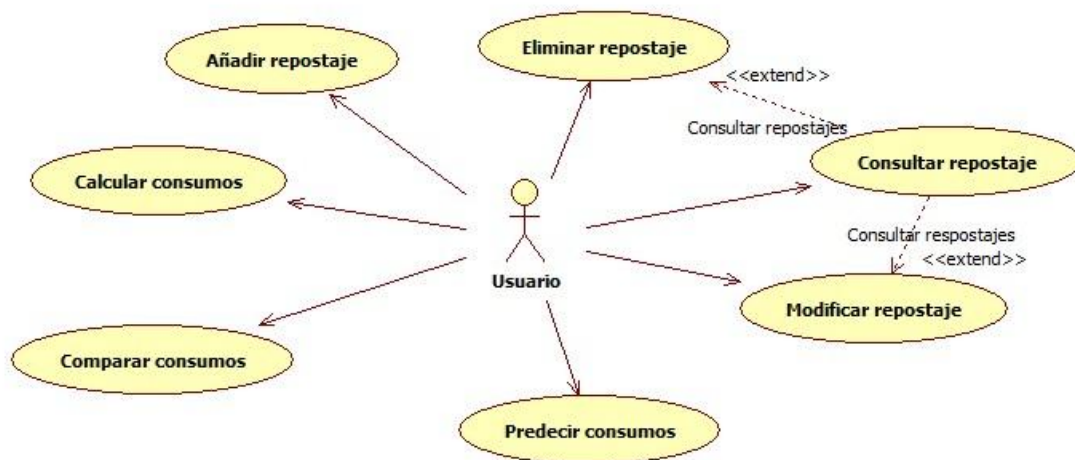 Añadir repostaje
Eliminar repostaje
<<extend>>
Consultar repostajes
Consultar repostaje
Calcular consumos
Consultar respostajes
<<extend>>
Usuario
Modificar repostaje
Comparar consumos
Predecir consumos